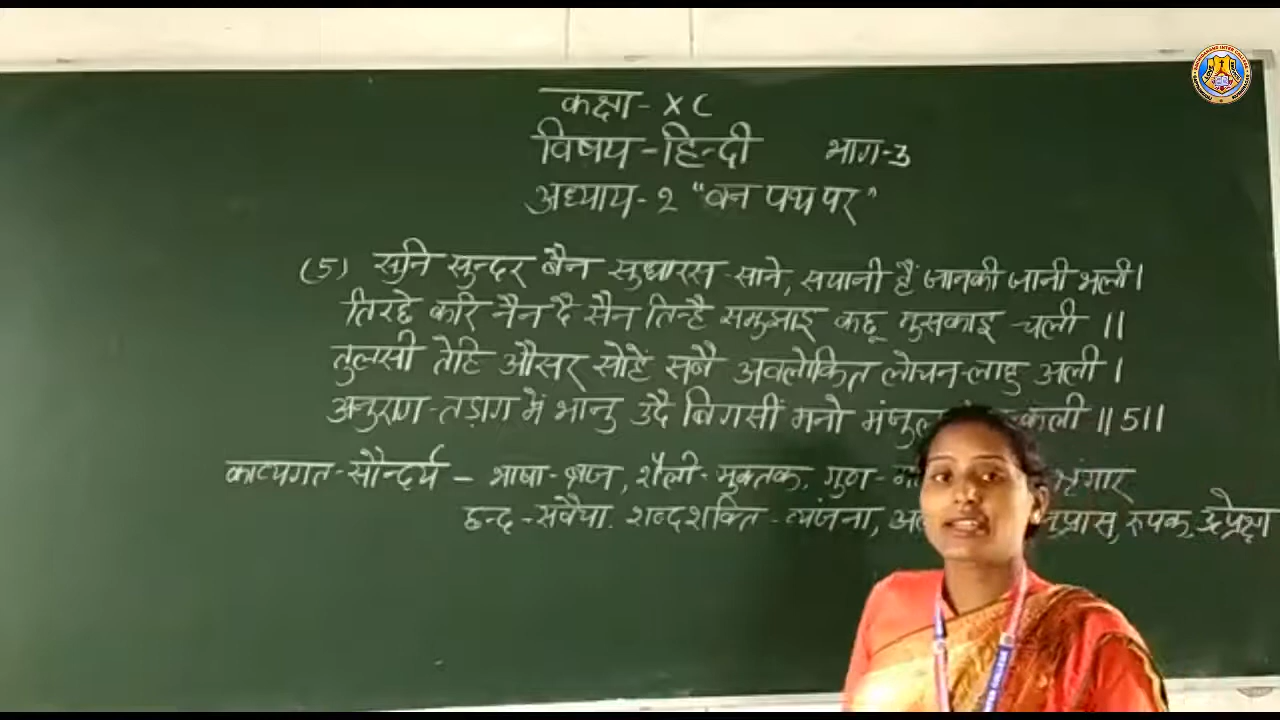 कक्षा - X C
विषय - हिन्दी भाग-3
अध्याय - २ "वन पथ पर"
(5) सुनि सुन्दर बैन सुधारस-साने, सयानी हैं जानकी जानी भली।
तिरछे करि नैन दै सैन तिन्है समुझाइ कछू मुसकाइ चली ।।
तुलसी तेहि औसर सोहैं सबै अवलोकित लोचन-लाहु अली ।
अनुराग-तड़ाग में भानु उदै बिगसीं मनो मंजुल कली ॥5॥
काव्यगत-सौन्दर्य – भाषा-ब्रज, शैली-मुक्तक, गुण- शृंगार
छन्द-सवैया. शब्दशक्ति-व्यंजना, रूपक, उत्प्रेक्षा